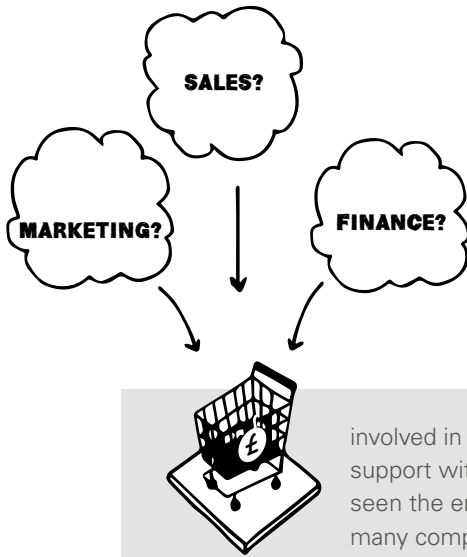 SALES?
MARKETING?
FINANCE?
£
involved in
support wit
seen the e
many comp